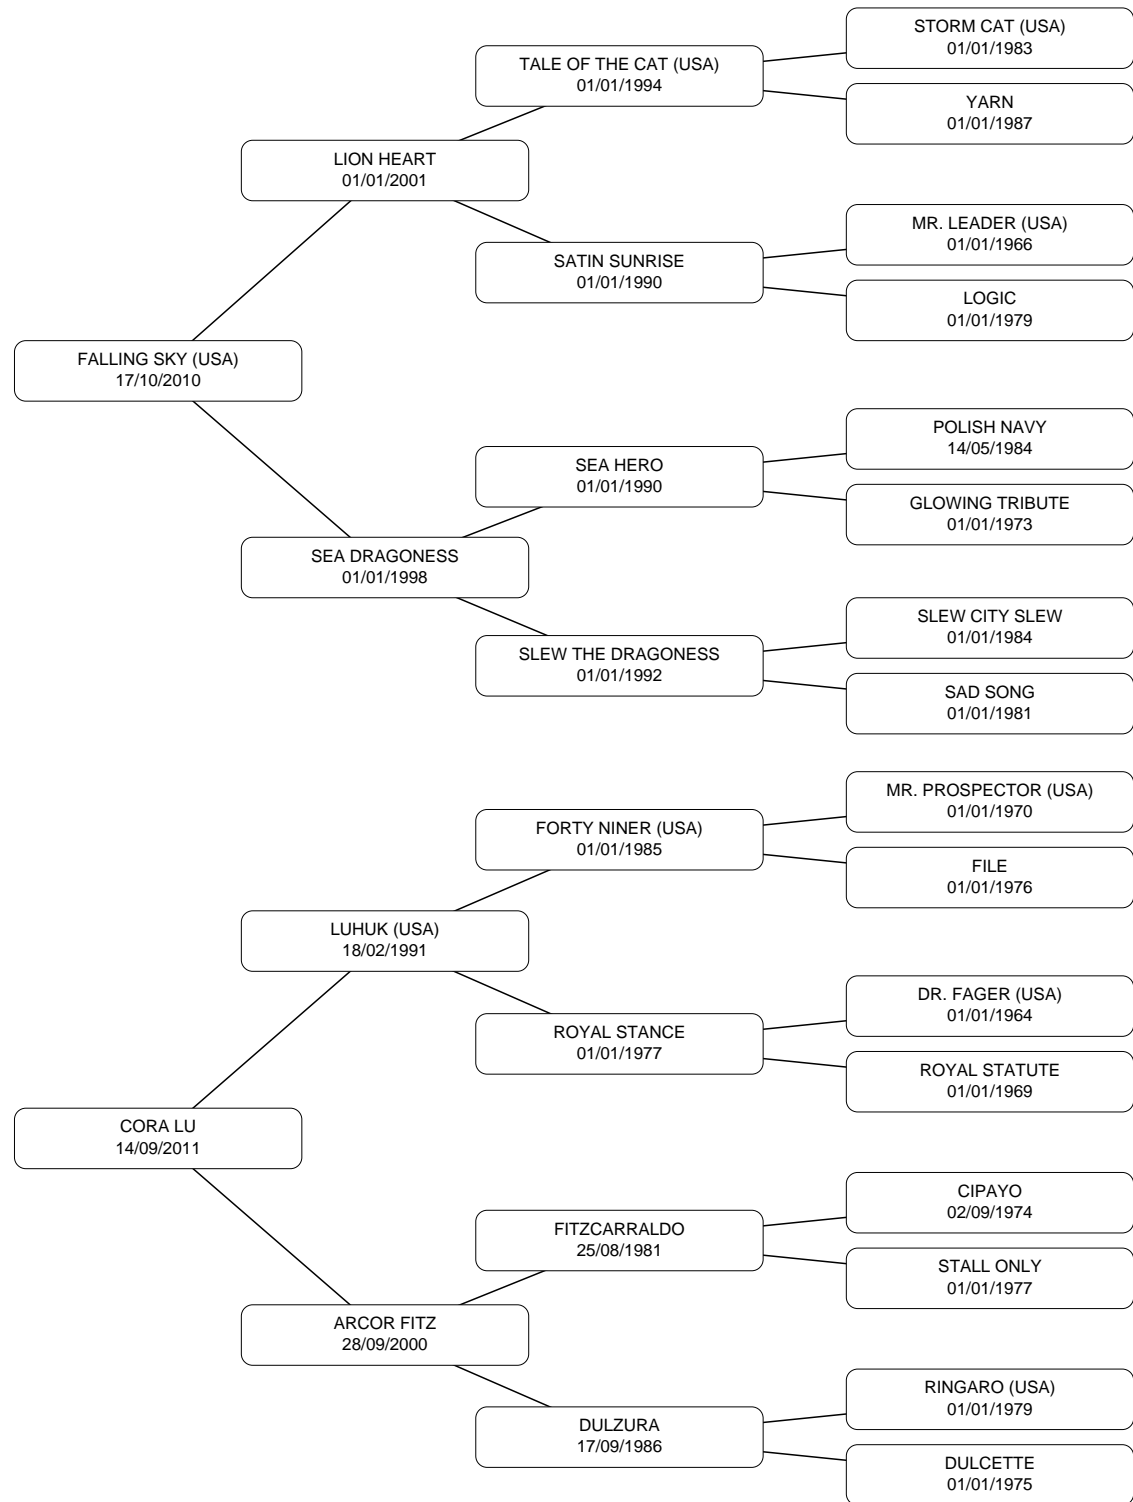 STORM CAT (USA)
01/01/1983
TALE OF THE CAT (USA)
01/01/1994
YARN
01/01/1987
LION HEART
01/01/2001
MR. LEADER (USA)
01/01/1966
SATIN SUNRISE
01/01/1990
LOGIC
01/01/1979
FALLING SKY (USA)
17/10/2010
POLISH NAVY
14/05/1984
SEA HERO
01/01/1990
GLOWING TRIBUTE
01/01/1973
SEA DRAGONESS
01/01/1998
SLEW CITY SLEW
01/01/1984
SLEW THE DRAGONESS
01/01/1992
SAD SONG
01/01/1981
MR. PROSPECTOR (USA)
01/01/1970
FORTY NINER (USA)
01/01/1985
FILE
01/01/1976
LUHUK (USA)
18/02/1991
DR. FAGER (USA)
01/01/1964
ROYAL STANCE
01/01/1977
ROYAL STATUTE
01/01/1969
CORA LU
14/09/2011
CIPAYO
02/09/1974
FITZCARRALDO
25/08/1981
STALL ONLY
01/01/1977
ARCOR FITZ
28/09/2000
RINGARO (USA)
01/01/1979
DULZURA
17/09/1986
DULCETTE
01/01/1975